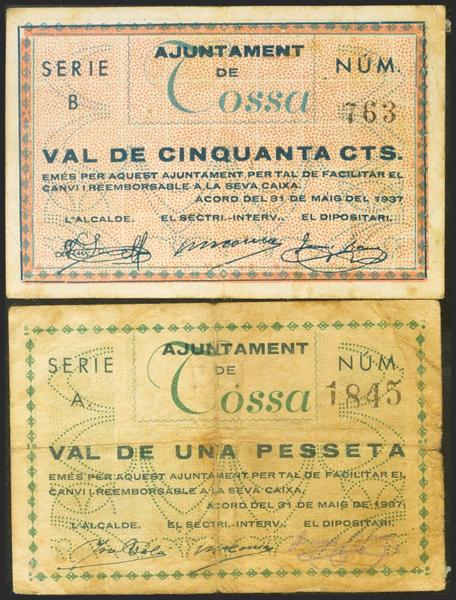 AJUNTAMENT
SERIE DE NÚM.
B Tossa 763
VAL DE CINQUANTA CTS.
EMÈS PER AQUEST AJUNTAMENT PER TAL DE FACILITAR EL
CANVI I REEMBORSABLE A LA SEVA CAIXA.
ACORD DEL 31 DE MAIG DEL 1937
L'ALCALDE. EL SECTRI.-INTERV.. EL DIPOSITARI.
AJUNTAMENT
SERIE DE NÚM.
A Tossa 1845
VAL DE UNA PESSETA
EMÈS PER AQUEST AJUNTAMENT PER TAL DE FACILITAR EL
CANVI I REEMBORSABLE A LA SEVA CAIXA.
ACORD DEL 31 DE MAIG DE 1937
L'ALCALDE. EL SECTRI.-INTERV. EL DIPOSITARI